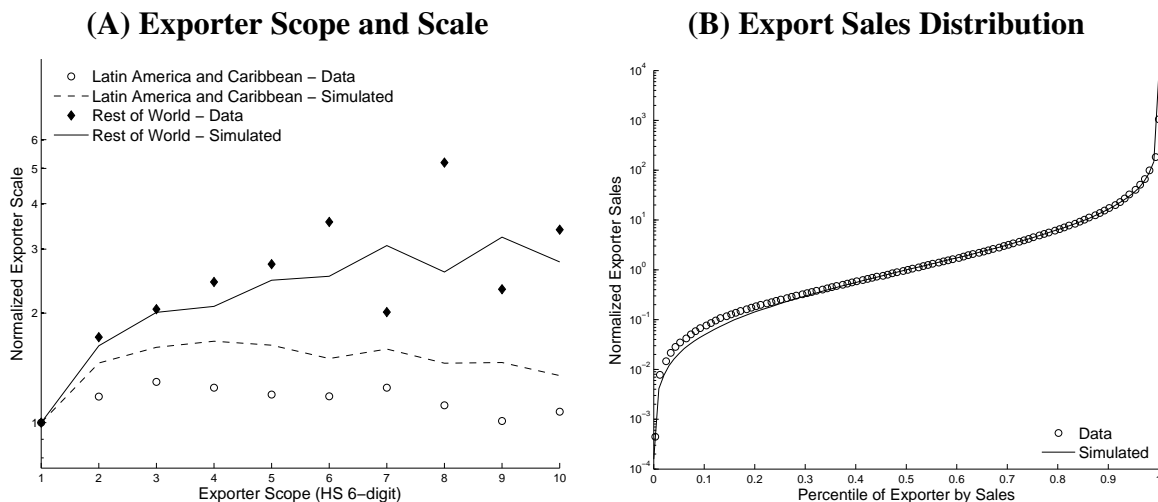 (A) Exporter Scope and Scale
Latin America and Caribbean – Data
Latin America and Caribbean – Simulated
Rest of World – Data
Rest of World – Simulated
Normalized Exporter Scale
6
5
4
3
2
1
1 2 3 4 5 6 7 8 9 10
Exporter Scope (HS 6−digit)
(B) Export Sales Distribution
Normalized Exporter Sales
10^4
10^3
10^2
10^1
10^0
10^−1
10^−2
10^−3
10^−4
0 0.1 0.2 0.3 0.4 0.5 0.6 0.7 0.8 0.9 1
Data
Simulated
Percentile of Exporter by Sales